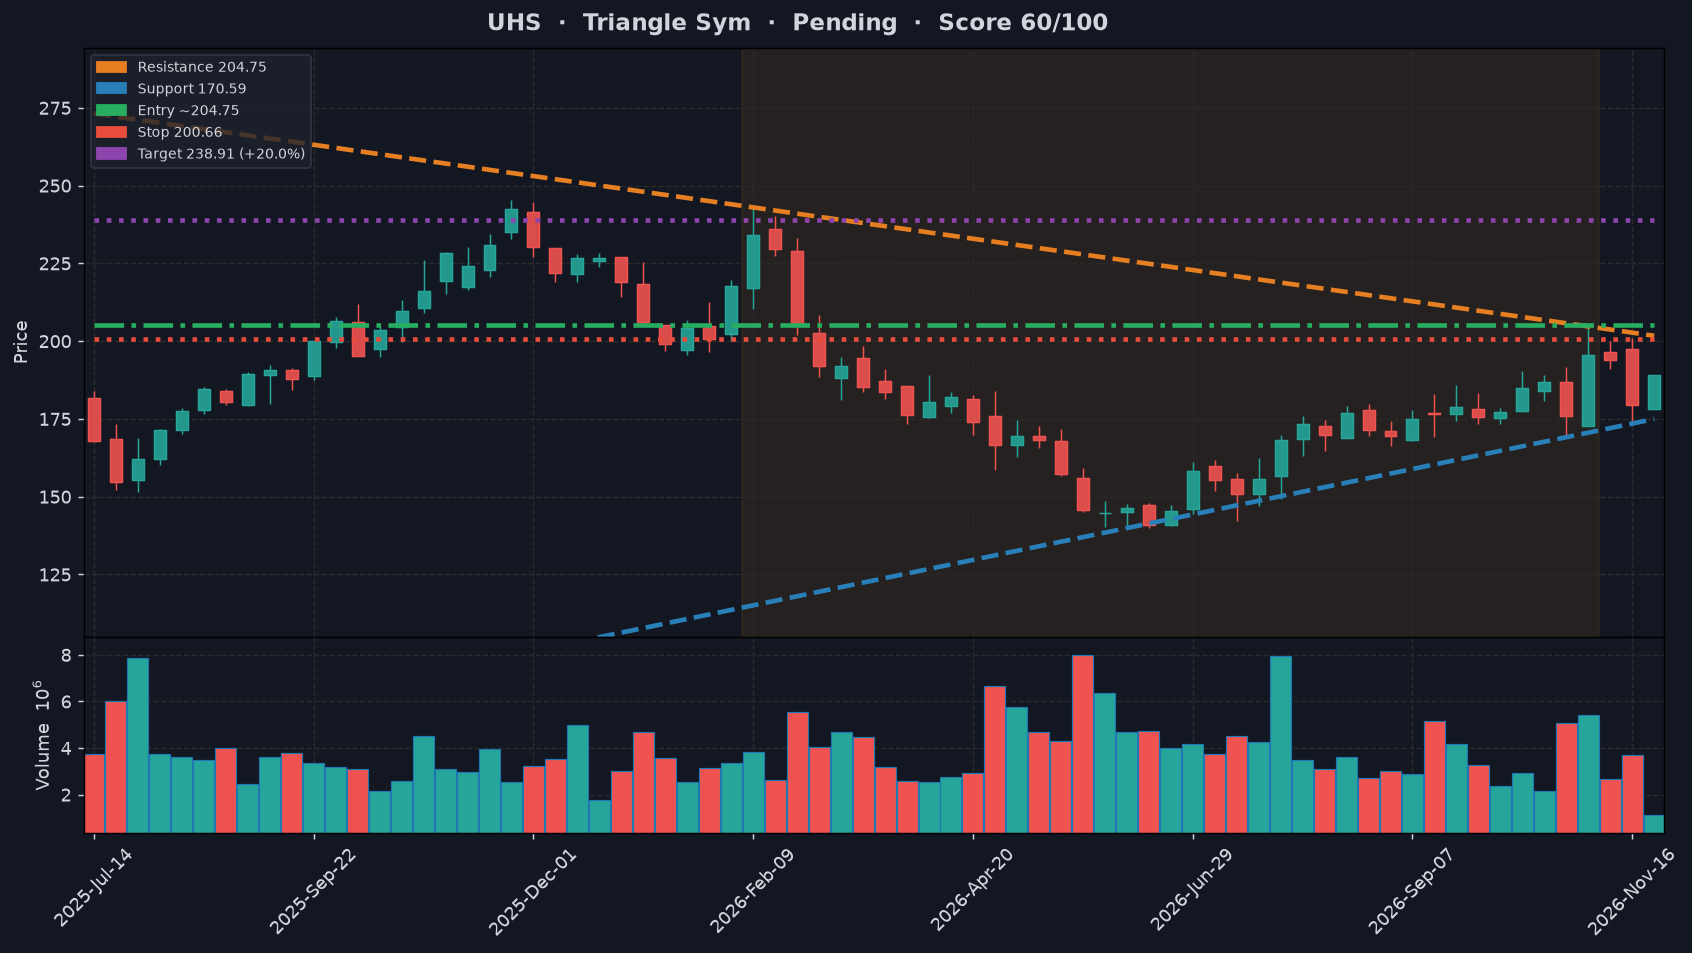 UHS · Triangle Sym · Pending · Score 60/100
Resistance 204.75
Support 170.59
Entry ~204.75
Stop 200.66
Target 238.91 (+20.0%)
Price
275
250
225
200
175
150
125
Volume 10^6
8
6
4
2
2025-Jul-14
2025-Sep-22
2025-Dec-01
2026-Feb-09
2026-Apr-20
2026-Jun-29
2026-Sep-07
2026-Nov-16